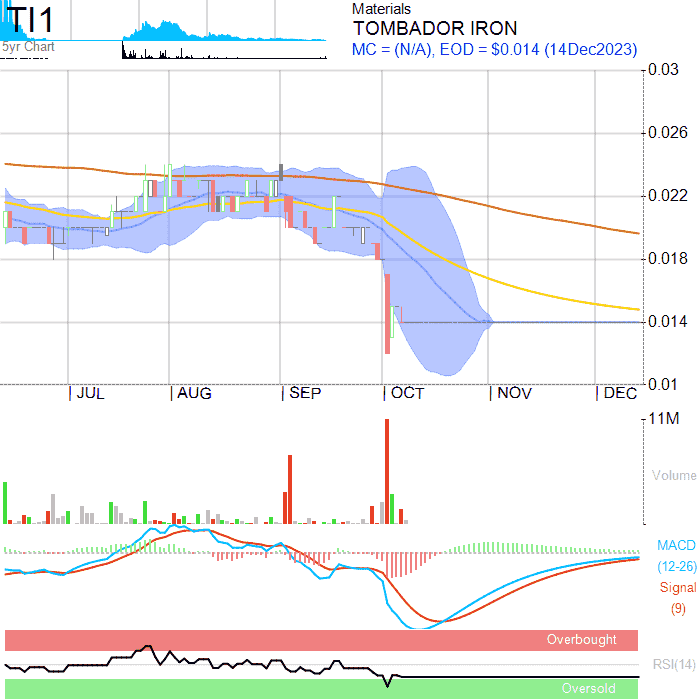 TI1
5yr Chart
Materials
TOMBADOR IRON
MC = (N/A), EOD = $0.014 (14Dec2023)
0.03
0.026
0.022
0.018
0.014
0.01
JUL AUG SEP OCT NOV DEC
11M
Volume
MACD
(12-26)
Signal
(9)
Overbought
RSI(14)
Oversold